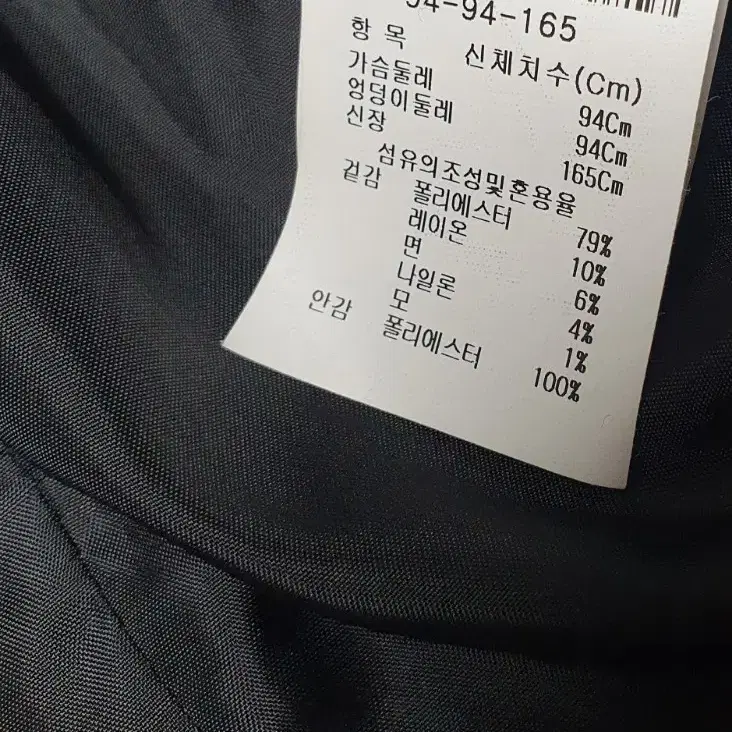 94-94-165
항 목 신체치수(Cm)
가슴둘레 94Cm
엉덩이둘레 94Cm
신장 165Cm
섬유의조성및혼용율
겉감 폴리에스터 79%
레이온 10%
면 6%
나일론 4%
모 1%
안감 폴리에스터 100%